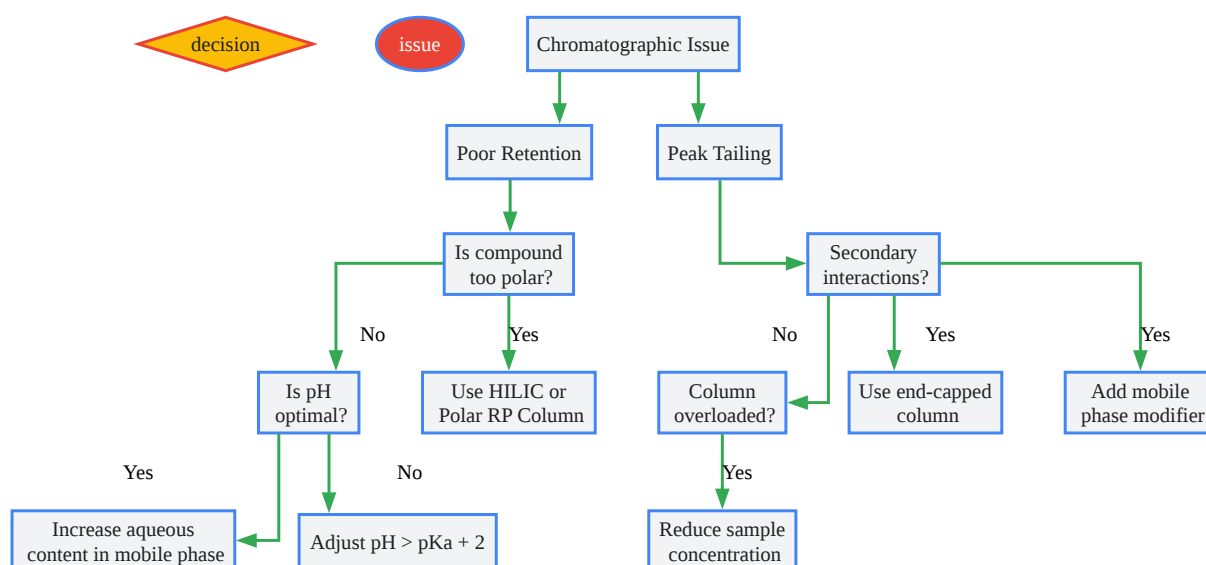 decision
issue
Chromatographic Issue
Poor Retention
Peak Tailing
Is compound
too polar?
Secondary
interactions?
No
Yes
No
Yes
Yes
Is pH
optimal?
Use HILIC or
Polar RP Column
Column
overloaded?
Use end-capped
column
Add mobile
phase modifier
Yes
No
Yes
Increase aqueous
content in mobile phase
Adjust pH > pKa + 2
Reduce sample
concentration